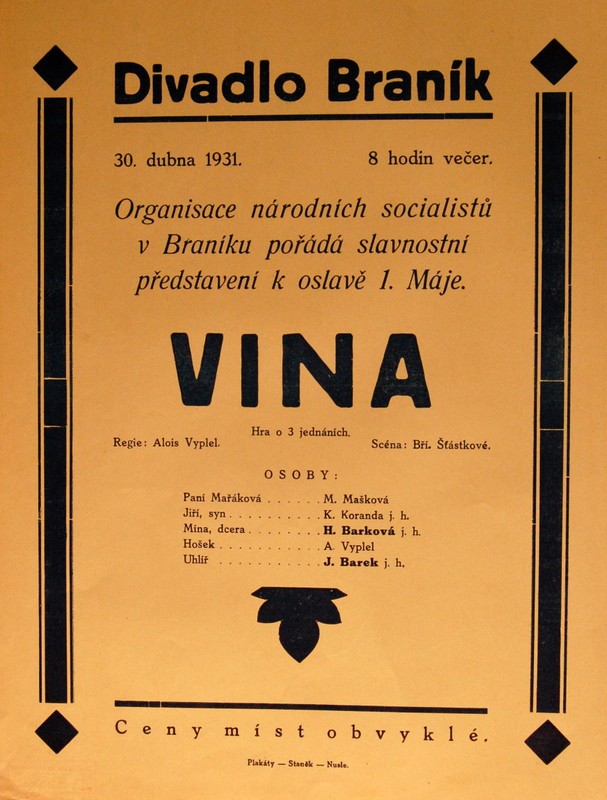 Divadlo Braník
30. dubna 1931. 8 hodin večer.
Organisace národních socialistů
v Braníku pořádá slavnostní
představení k oslavě 1. Máje.
VINA
Hra o 3 jednáních.
Regie: Alois Vyplel. Scéna: Bří. Šťástkové.
OSOBY:
Paní Mařáková . . . . . . M. Mašková
Jiří, syn . . . . . . . . . . K. Koranda j. h.
Mína, dcera . . . . . . . . H. Barková j. h.
Hošek . . . . . . . . . . . A. Vyplel
Uhlíř . . . . . . . . . . . J. Barek j. h.
Ceny míst obvyklé.
Plakáty — Staněk — Nusle.